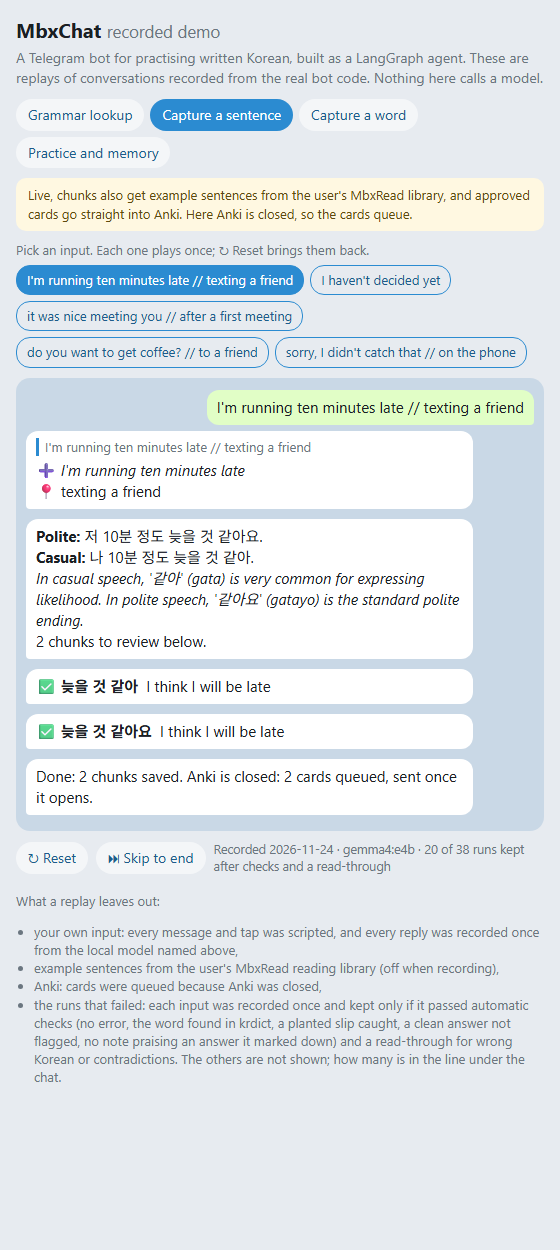 MbxChat recorded demo
A Telegram bot for practising written Korean, built as a LangGraph agent. These are
replays of conversations recorded from the real bot code. Nothing here calls a model.
Grammar lookup
Capture a sentence
Capture a word
Practice and memory
Live, chunks also get example sentences from the user's MbxRead library, and approved
cards go straight into Anki. Here Anki is closed, so the cards queue.
Pick an input. Each one plays once; ↻ Reset brings them back.
I'm running ten minutes late // texting a friend
I haven't decided yet
it was nice meeting you // after a first meeting
do you want to get coffee? // to a friend
sorry, I didn't catch that // on the phone
I'm running ten minutes late // texting a friend
I'm running ten minutes late // texting a friend
➕ I'm running ten minutes late
📍 texting a friend
Polite: 저 10분 정도 늦을 것 같아요.
Casual: 나 10분 정도 늦을 것 같아.
In casual speech, '같아' (gata) is very common for expressing
likelihood. In polite speech, '같아요' (gatayo) is the standard polite
ending.
2 chunks to review below.
✅ 늦을 것 같아 I think I will be late
✅ 늦을 것 같아요 I think I will be late
Done: 2 chunks saved. Anki is closed: 2 cards queued, sent once
it opens.
↻ Reset
⏭ Skip to end
Recorded 2026-11-24 · gemma4:e4b · 20 of 38 runs kept
after checks and a read-through
What a replay leaves out:
• your own input: every message and tap was scripted, and every reply was recorded once
from the local model named above,
• example sentences from the user's MbxRead reading library (off when recording),
• Anki: cards were queued because Anki was closed,
• the runs that failed: each input was recorded once and kept only if it passed automatic
checks (no error, the word found in krdict, a planted slip caught, a clean answer not
flagged, no note praising an answer it marked down) and a read-through for wrong
Korean or contradictions. The others are not shown; how many is in the line under the
chat.